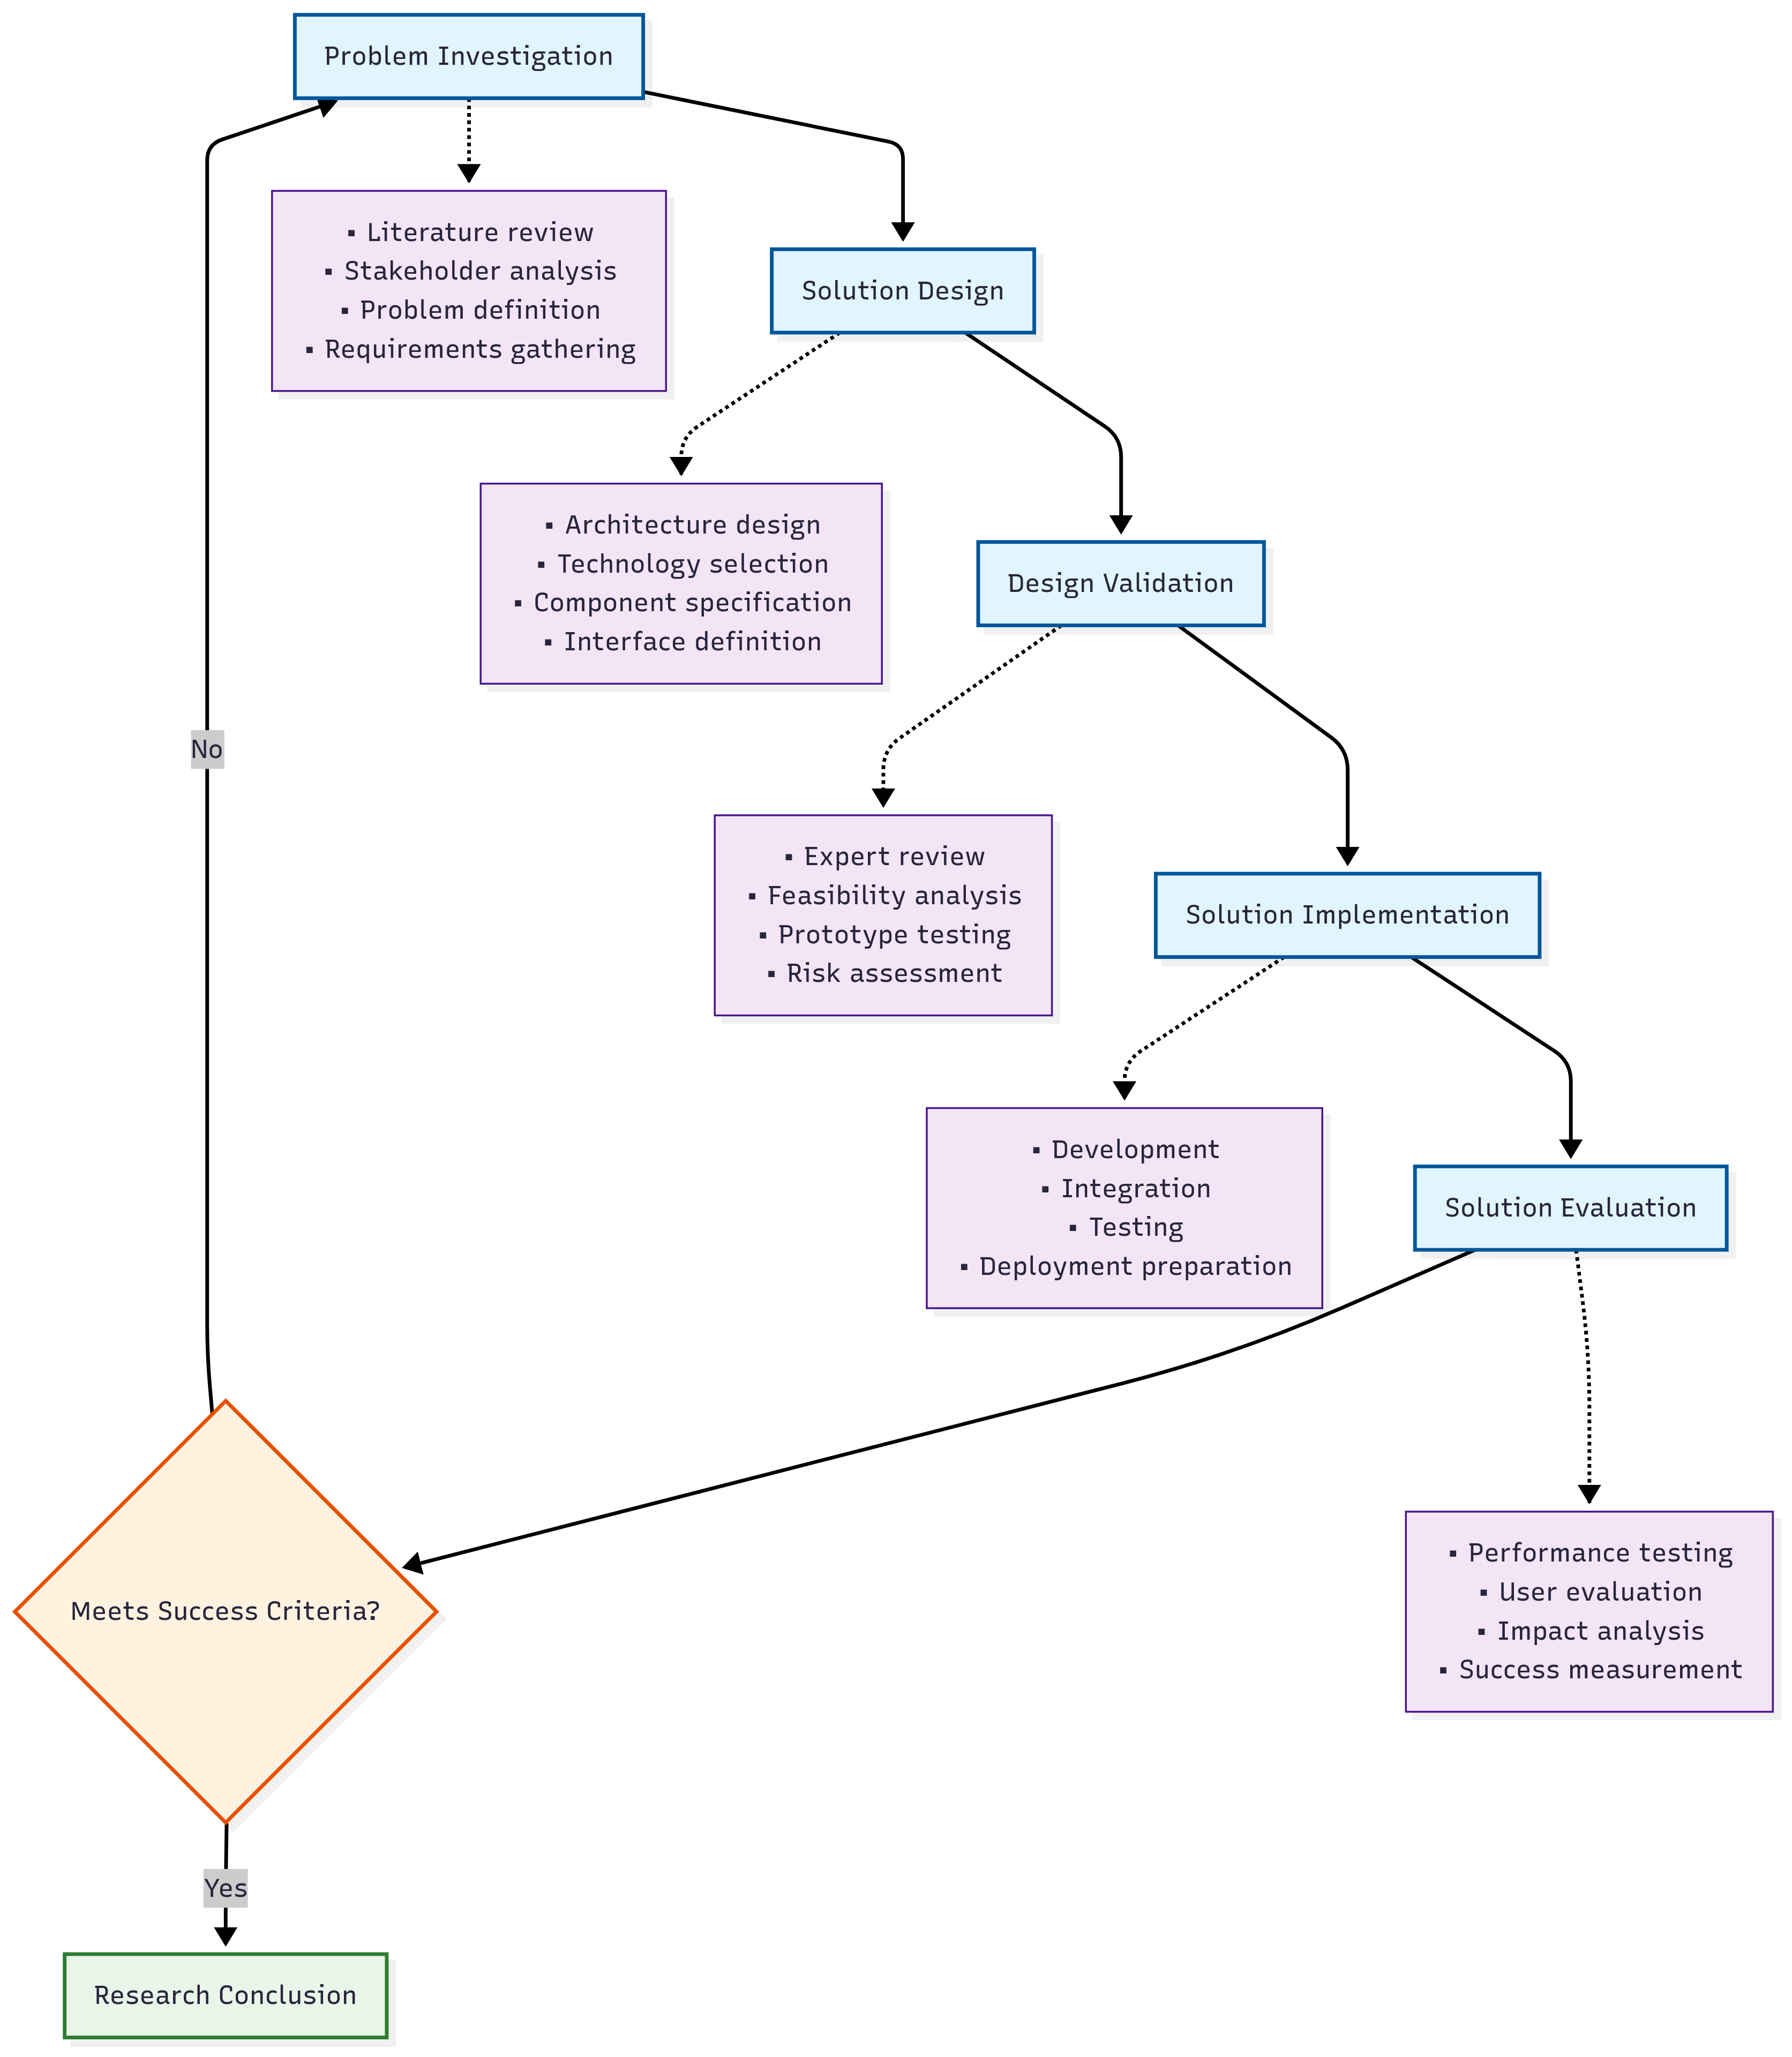 Problem Investigation
▪ Literature review
▪ Stakeholder analysis
▪ Problem definition
▪ Requirements gathering
Solution Design
▪ Architecture design
▪ Technology selection
▪ Component specification
▪ Interface definition
Design Validation
No
▪ Expert review
▪ Feasibility analysis
▪ Prototype testing
▪ Risk assessment
Solution Implementation
▪ Development
▪ Integration
▪ Testing
▪ Deployment preparation
Solution Evaluation
▪ Performance testing
▪ User evaluation
▪ Impact analysis
▪ Success measurement
Meets Success Criteria?
Yes
Research Conclusion